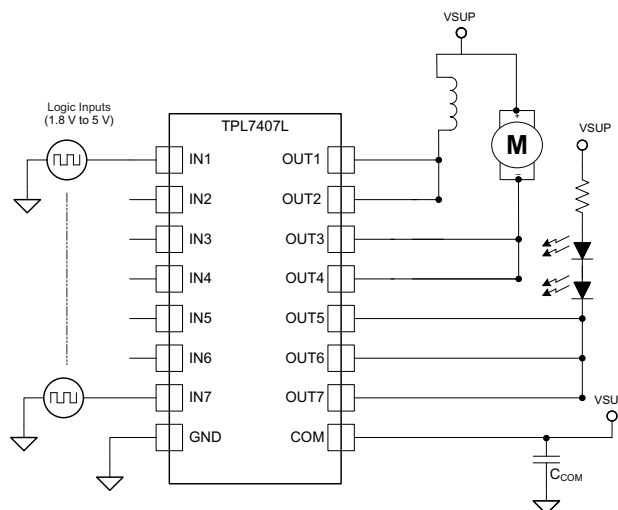 VSUP
Logic Inputs
(1.8 V to 5 V)
TPL7407L
VSUP
M
+
−
IN1
OUT1
IN2
OUT2
IN3
OUT3
IN4
OUT4
IN5
OUT5
IN6
OUT6
IN7
OUT7
VSU
GND
COM
CCOM